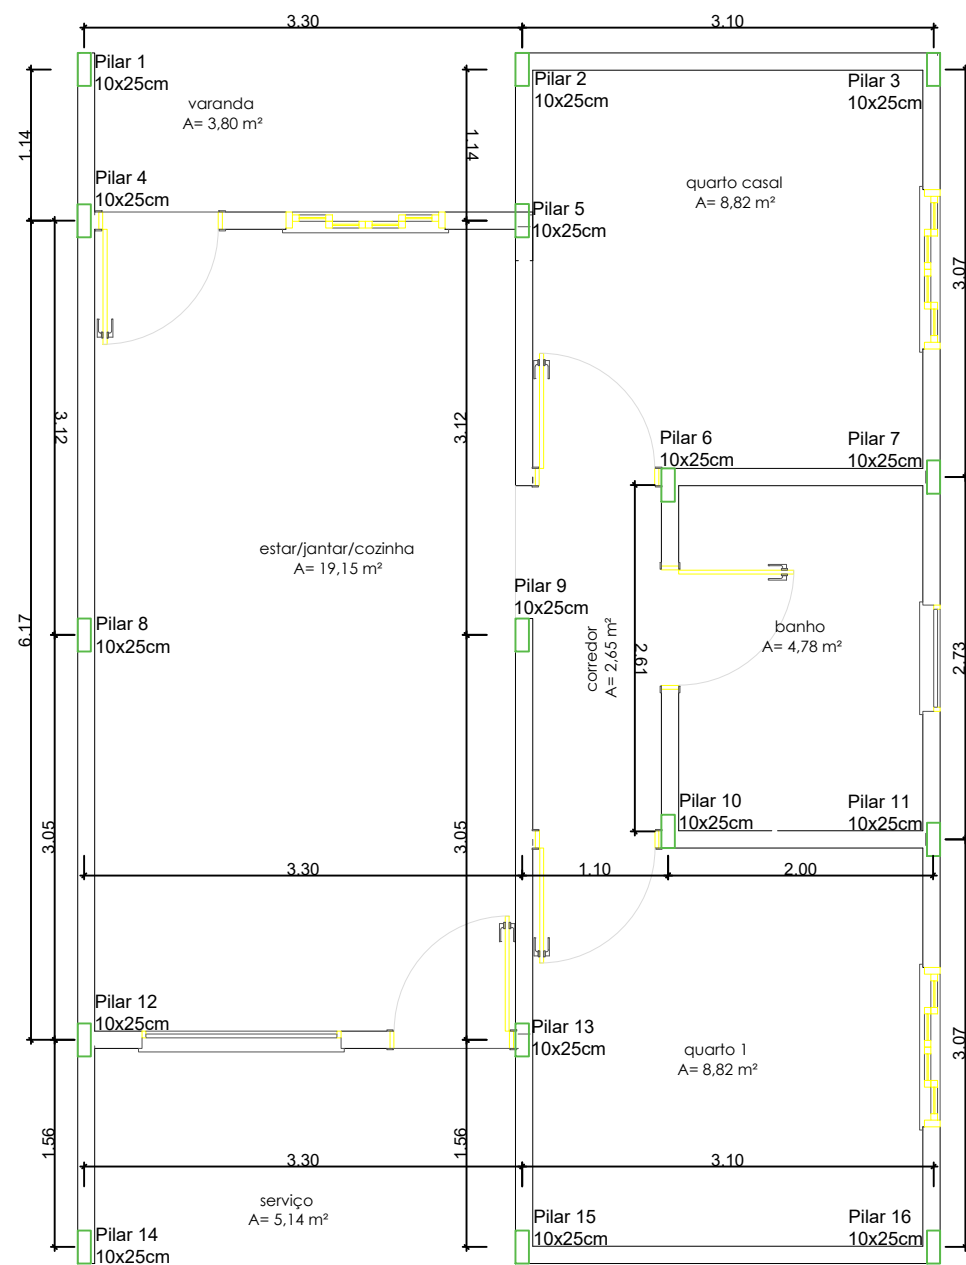 3.30
3.10
Pilar 1
10x25cm
Pilar 2
10x25cm
Pilar 3
10x25cm
varanda
A= 3,80 m²
1.14
1.14
Pilar 4
10x25cm
quarto casal
A= 8,82 m²
Pilar 5
10x25cm
3.07
3.12
3.12
Pilar 6
10x25cm
Pilar 7
10x25cm
estar/jantar/cozinha
A= 19,15 m²
Pilar 9
10x25cm
6.17
Pilar 8
10x25cm
corredor
A= 2,65 m²
2.61
banho
A= 4,78 m²
2.73
3.05
3.05
Pilar 10
10x25cm
Pilar 11
10x25cm
3.30
1.10
2.00
Pilar 12
10x25cm
Pilar 13
10x25cm
quarto 1
A= 8,82 m²
3.07
1.56
1.56
3.30
3.10
serviço
A= 5,14 m²
Pilar 14
10x25cm
Pilar 15
10x25cm
Pilar 16
10x25cm